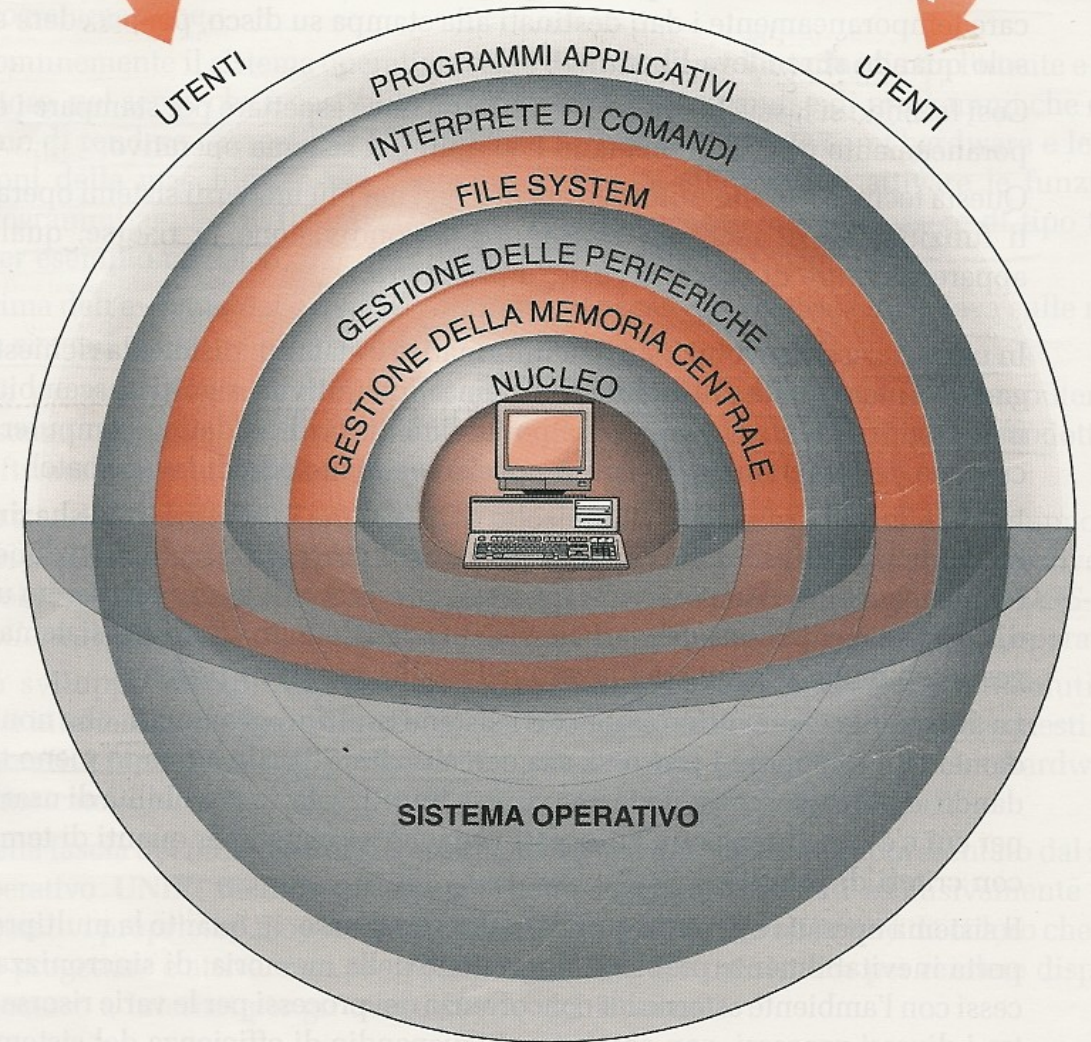 UTENTI
UTENTI
PROGRAMMI APPLICATIVI
INTERPRETE DI COMANDI
FILE SYSTEM
GESTIONE DELLE PERIFERICHE
GESTIONE DELLA MEMORIA CENTRALE
NUCLEO
SISTEMA OPERATIVO